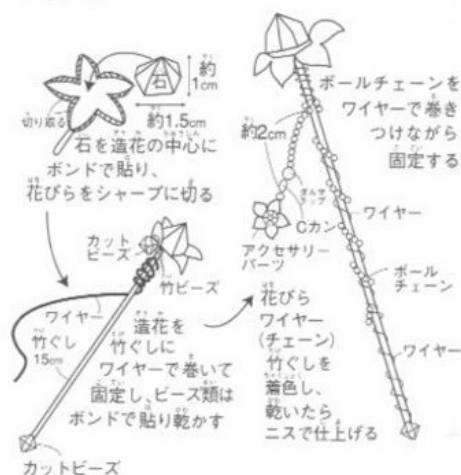 石
約
1cm
切り取る
約1.5cm
石を造花の中心に
ボンドで貼り、
花びらをシャープに切る
カット
ビーズ
竹ビーズ
ワイヤー
竹ぐし
15cm
造花を
竹ぐしに
ワイヤーで巻いて
固定し、ビーズ類は
ボンドで貼り乾かす
カットビーズ
ボールチェーンを
ワイヤーで巻き
つけながら
固定する
約2cm
Cカン
アクセサリー
パーツ
ワイヤー
ボール
チェーン
ワイヤー
花びら
ワイヤー
(チェーン)
竹ぐしを
着色し、
乾いたら
ニスで仕上げる